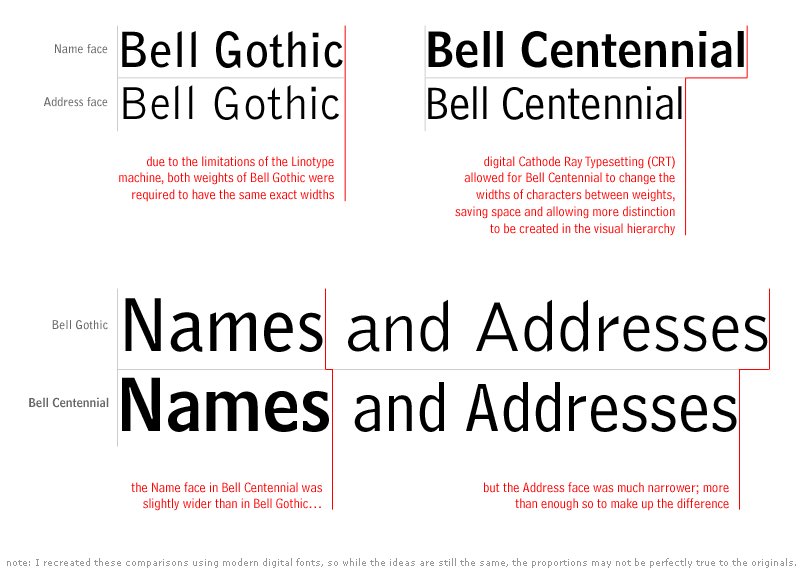 Name face
Bell Gothic
Bell Centennial
Address face
Bell Gothic
Bell Centennial
due to the limitations of the Linotype
machine, both weights of Bell Gothic were
required to have the same exact widths
digital Cathode Ray Typesetting (CRT)
allowed for Bell Centennial to change the
widths of characters between weights,
saving space and allowing more distinction
to be created in the visual hierarchy
Bell Gothic
Names and Addresses
Bell Centennial
Names and Addresses
the Name face in Bell Centennial was
slightly wider than in Bell Gothic...
but the Address face was much narrower; more
than enough so to make up the difference
note: I recreated these comparisons using modern digital fonts, so while the ideas are still the same, the proportions may not be perfectly true to the originals.